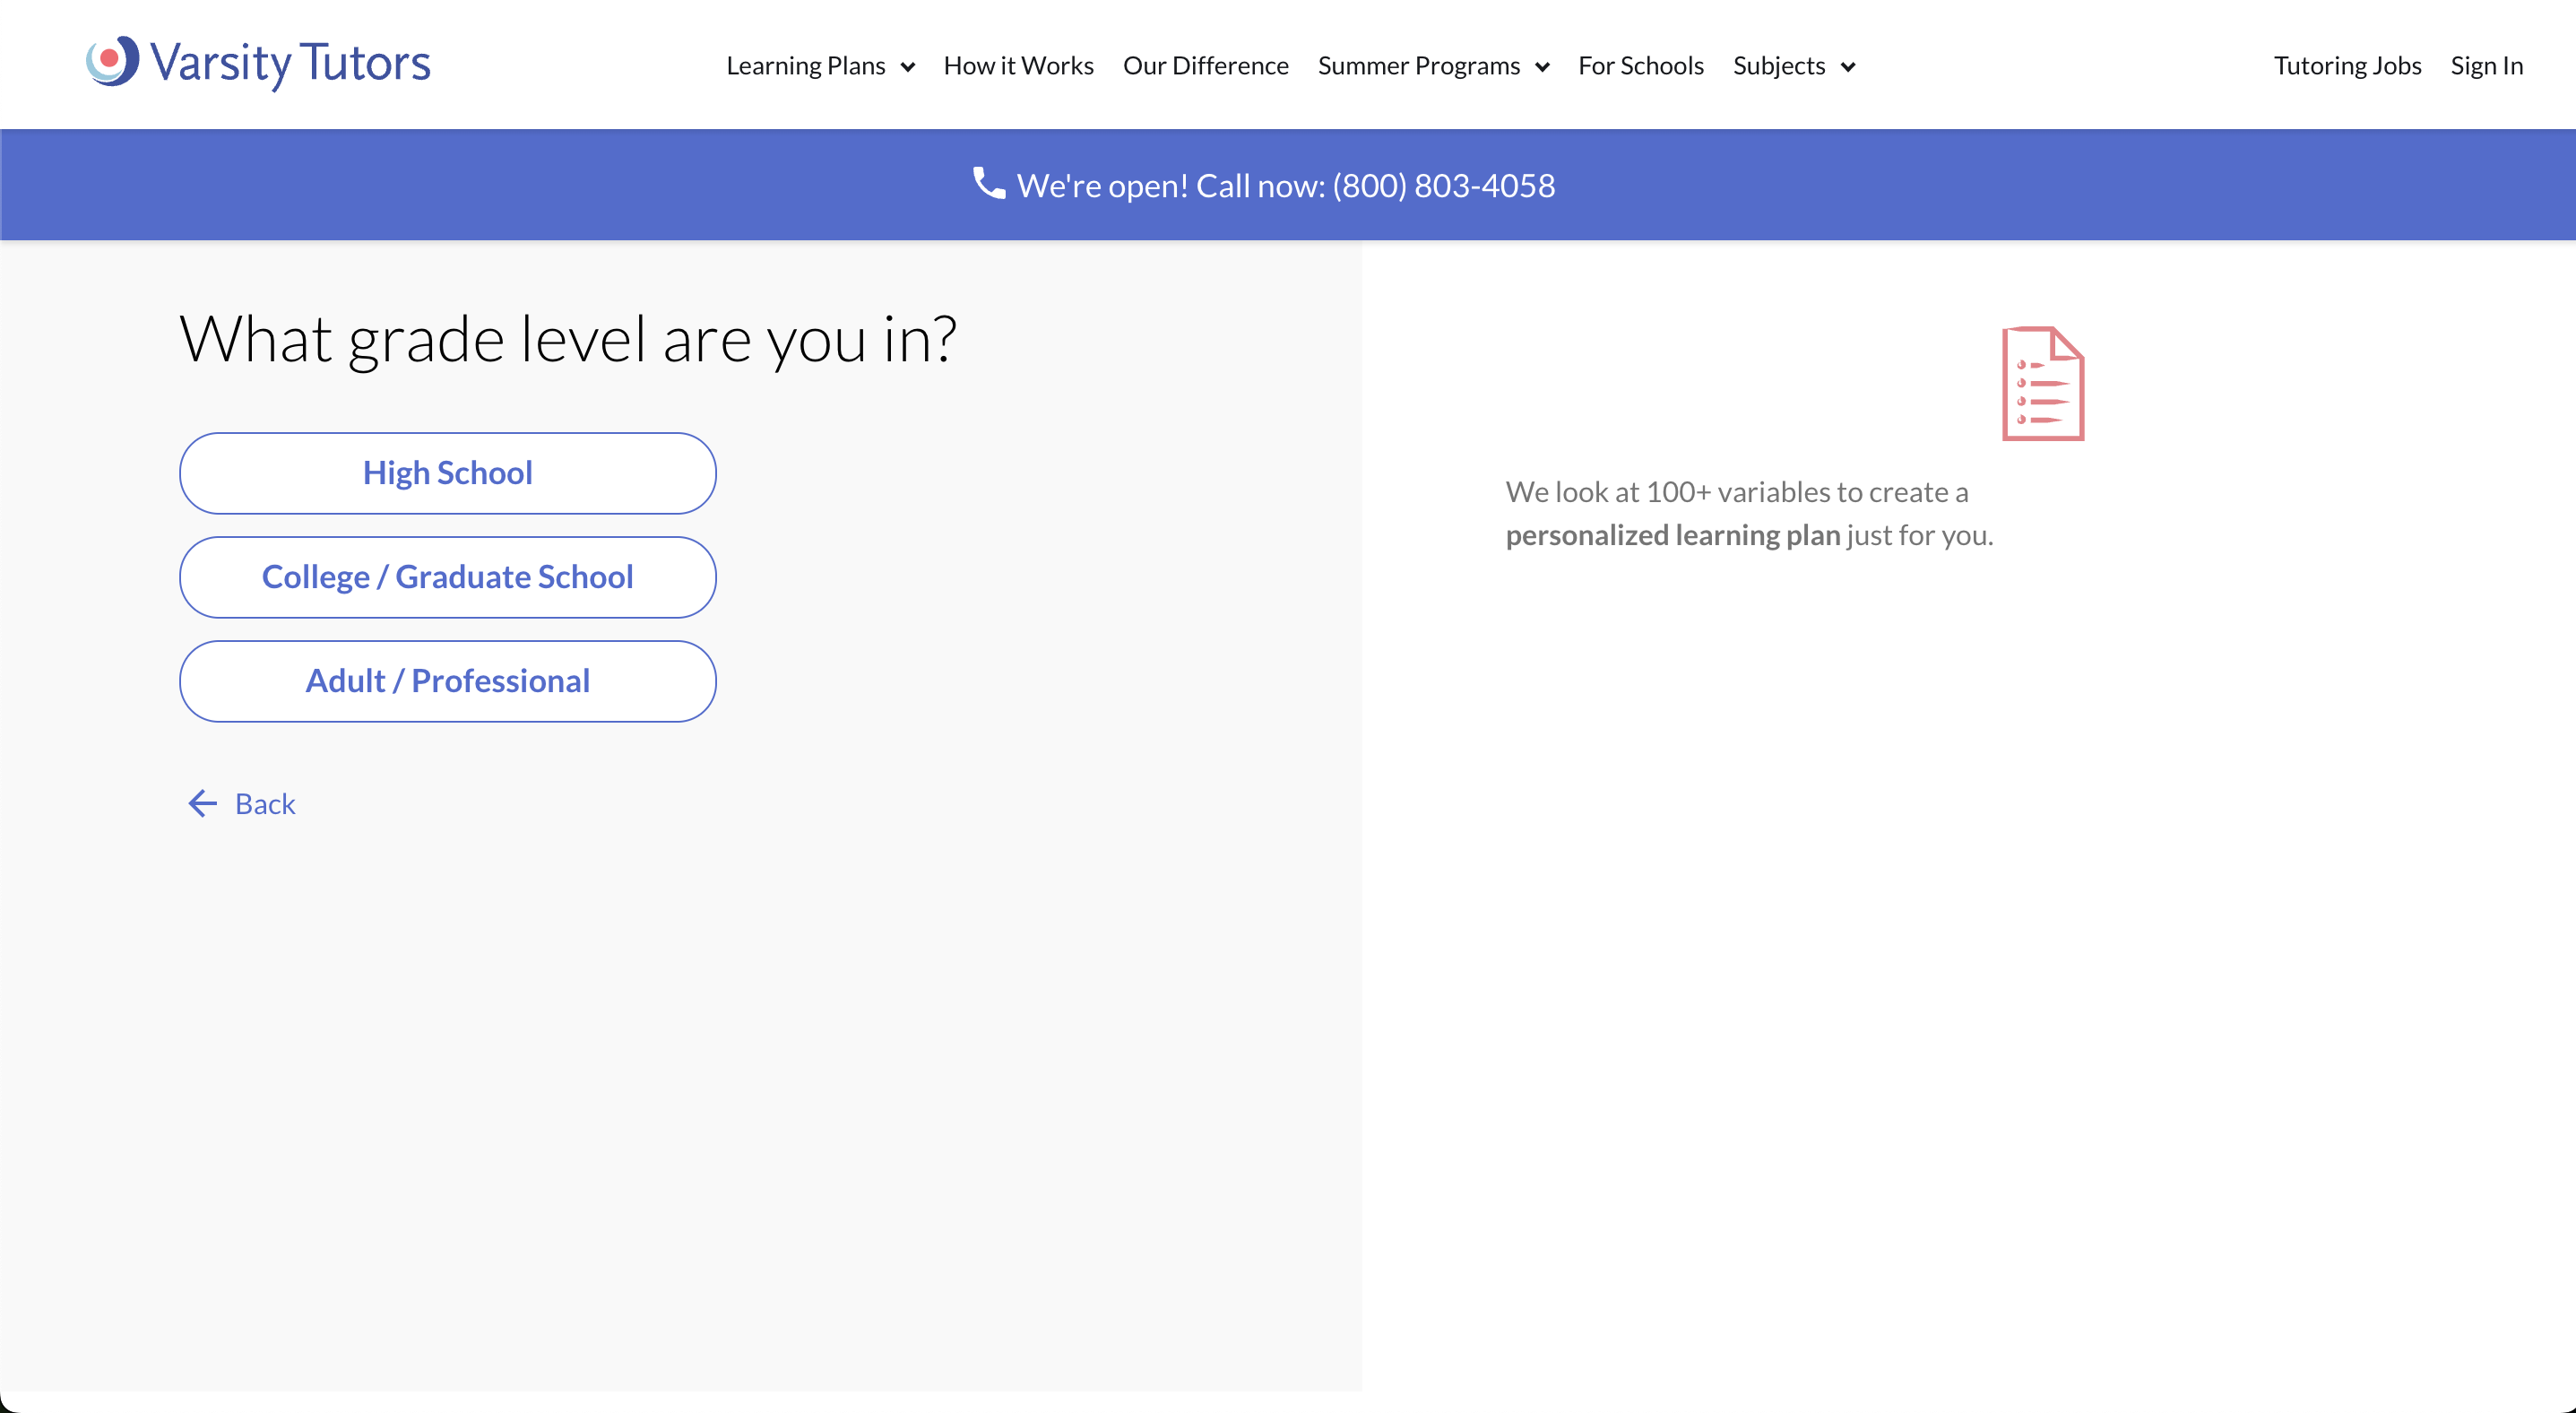 Varsity Tutors
Learning Plans How it Works Our Difference Summer Programs For Schools Subjects Tutoring Jobs Sign In
We're open! Call now: (800) 803-4058
What grade level are you in?
High School
College / Graduate School
Adult / Professional
Back
We look at 100+ variables to create a
personalized learning plan just for you.